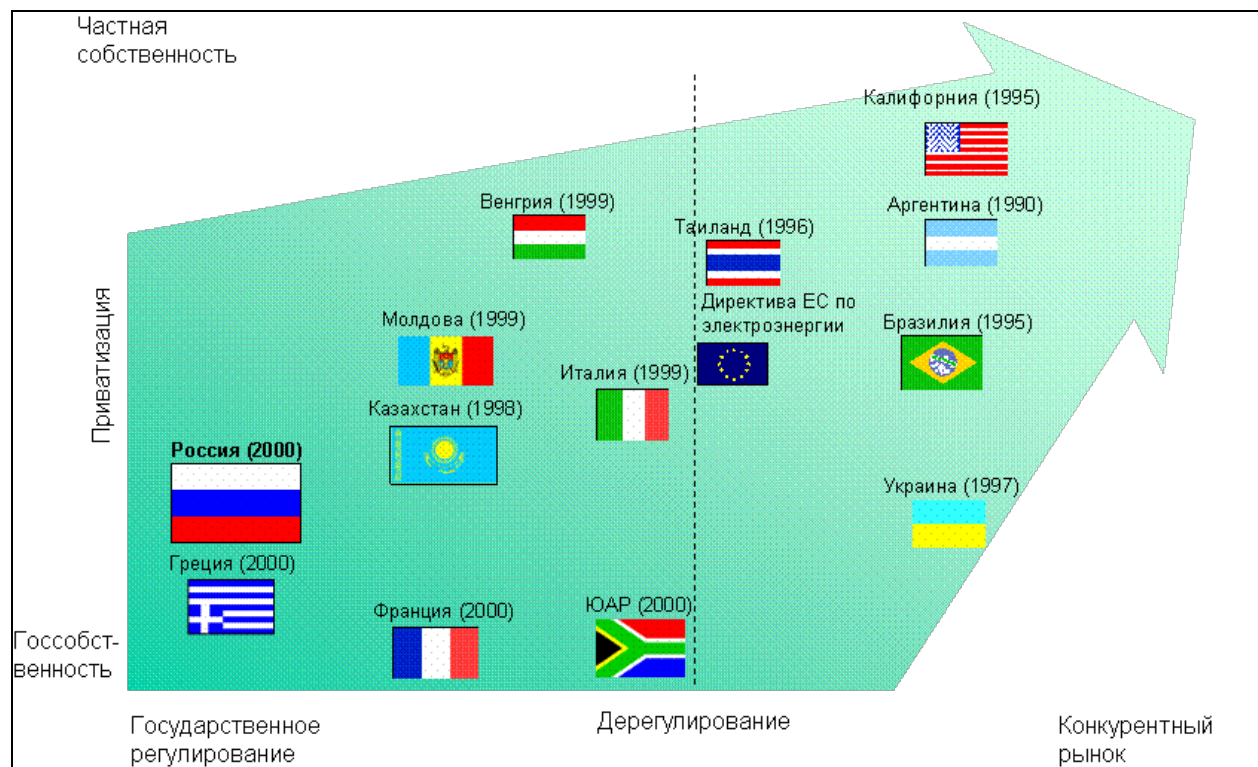 Частная
собственность
Калифорния (1995)
Венгрия (1999)
Аргентина (1990)
Таиланд (1996)
Директива ЕС по
электроэнергии
Молдова (1999)
Бразилия (1995)
Италия (1999)
Казахстан (1998)
Приватизация
Россия (2000)
Украина (1997)
Греция (2000)
Франция (2000)
ЮАР (2000)
Госсобст-
венность
Государственное
регулирование
Дерегулирование
Конкурентный
рынок